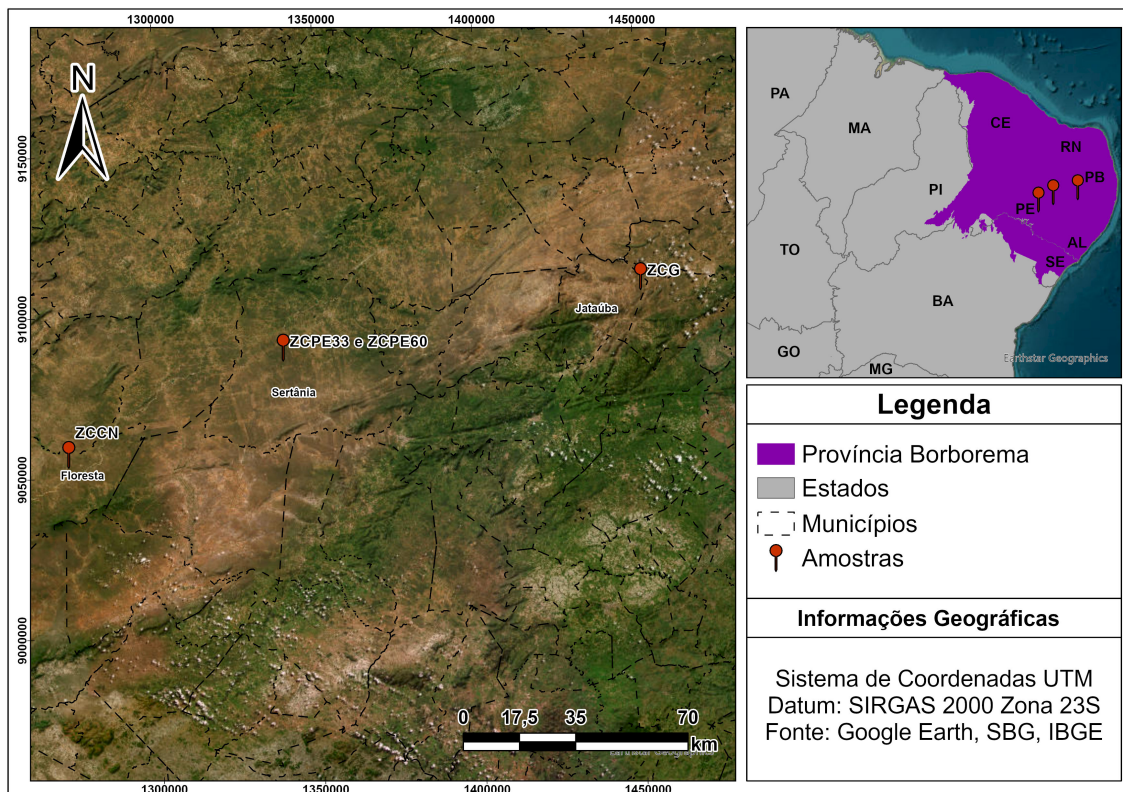 1300000
1350000
1400000
1450000
N
9150000
9100000
9050000
9000000
ZCG
Jataúba
ZCPE33 e ZCPE60
Sertânia
ZCCN
Floresta
0
17,5
35
70
km
Earthstar Geographics
1300000
1350000
1400000
1450000
PA
MA
CE
RN
PI
PB
PE
AL
SE
TO
BA
GO
MG
Earthstar Geographics
Legenda
Província Borborema
Estados
Municípios
Amostras
Informações Geográficas
Sistema de Coordenadas UTM
Datum: SIRGAS 2000 Zona 23S
Fonte: Google Earth, SBG, IBGE